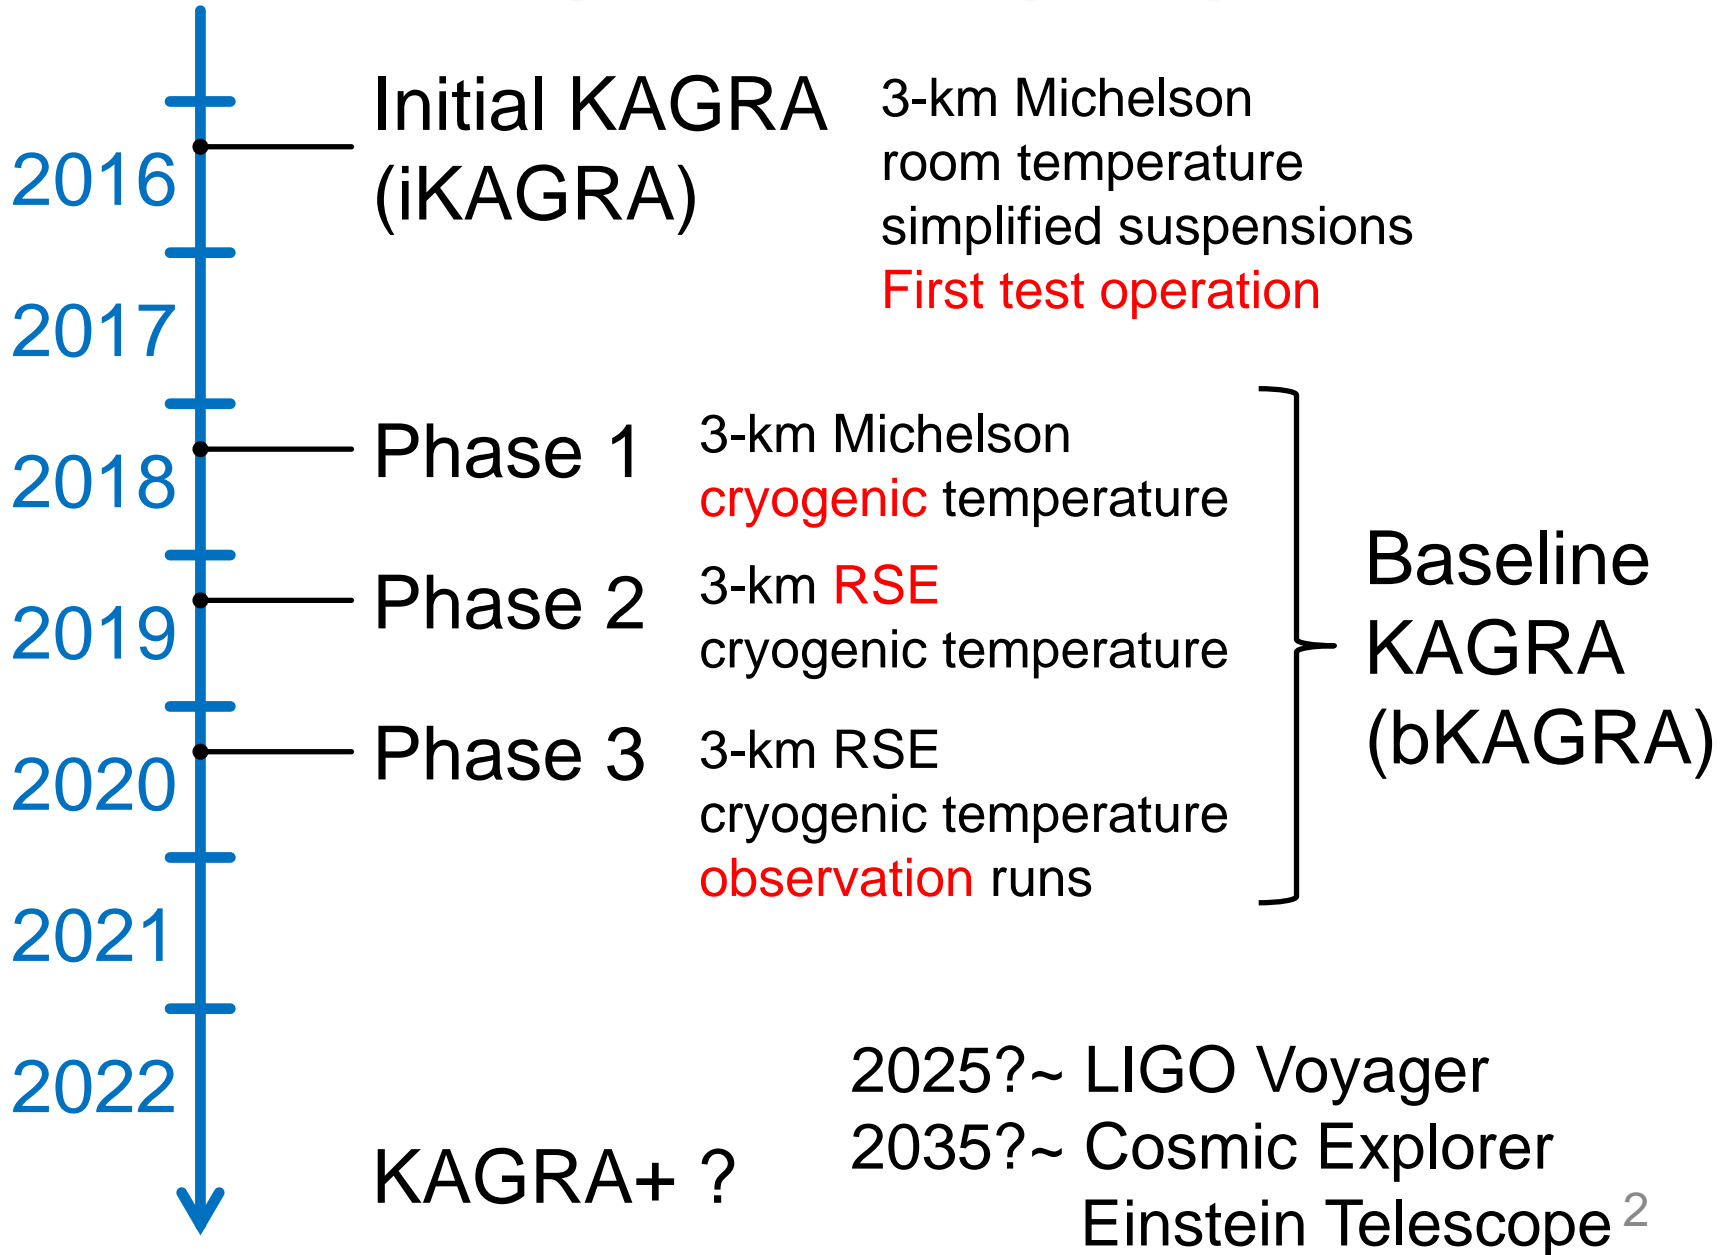 2016
2017
2018
2019
2020
2021
2022
Initial KAGRA
(iKAGRA)
3-km Michelson
room temperature
simplified suspensions
First test operation
Phase 1
3-km Michelson
cryogenic temperature
Phase 2
3-km RSE
cryogenic temperature
Phase 3
3-km RSE
cryogenic temperature
observation runs
Baseline
KAGRA
(bKAGRA)
KAGRA+ ?
2025?~ LIGO Voyager
2035?~ Cosmic Explorer
Einstein Telescope
2